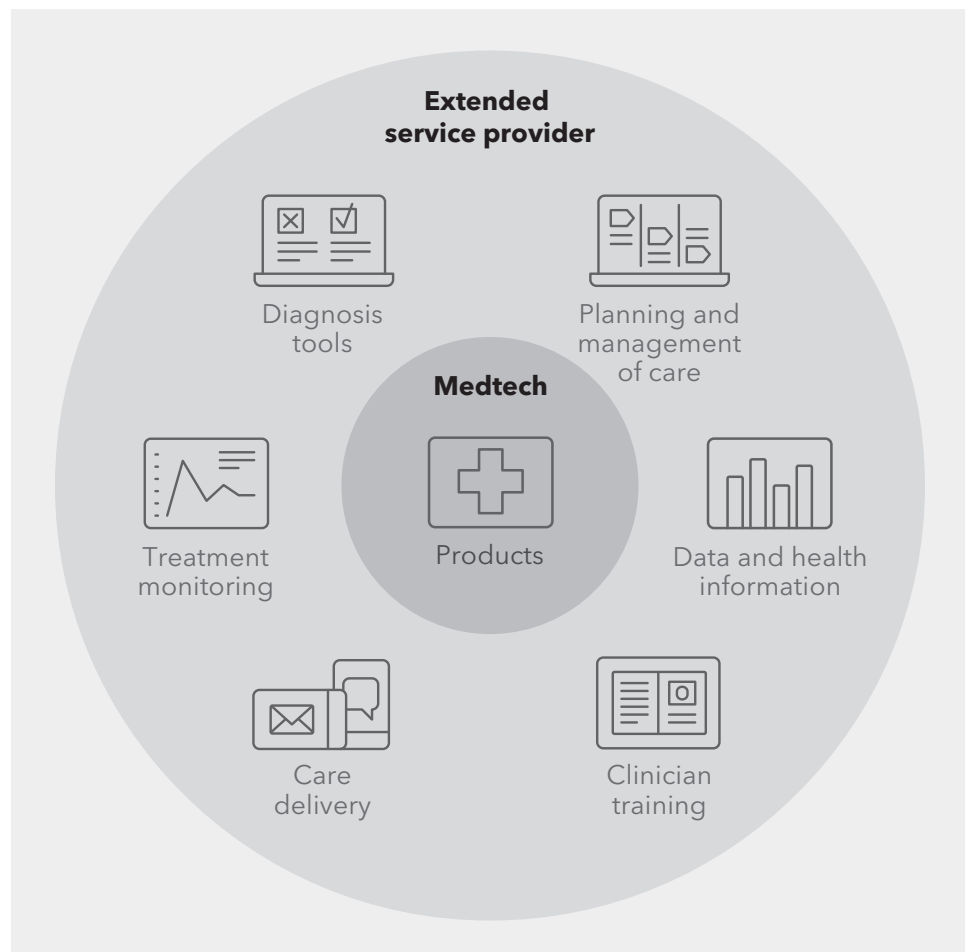 Extended
service provider
Diagnosis
tools
Planning and
management
of care
Medtech
Products
Treatment
monitoring
Data and health
information
Care
delivery
Clinician
training